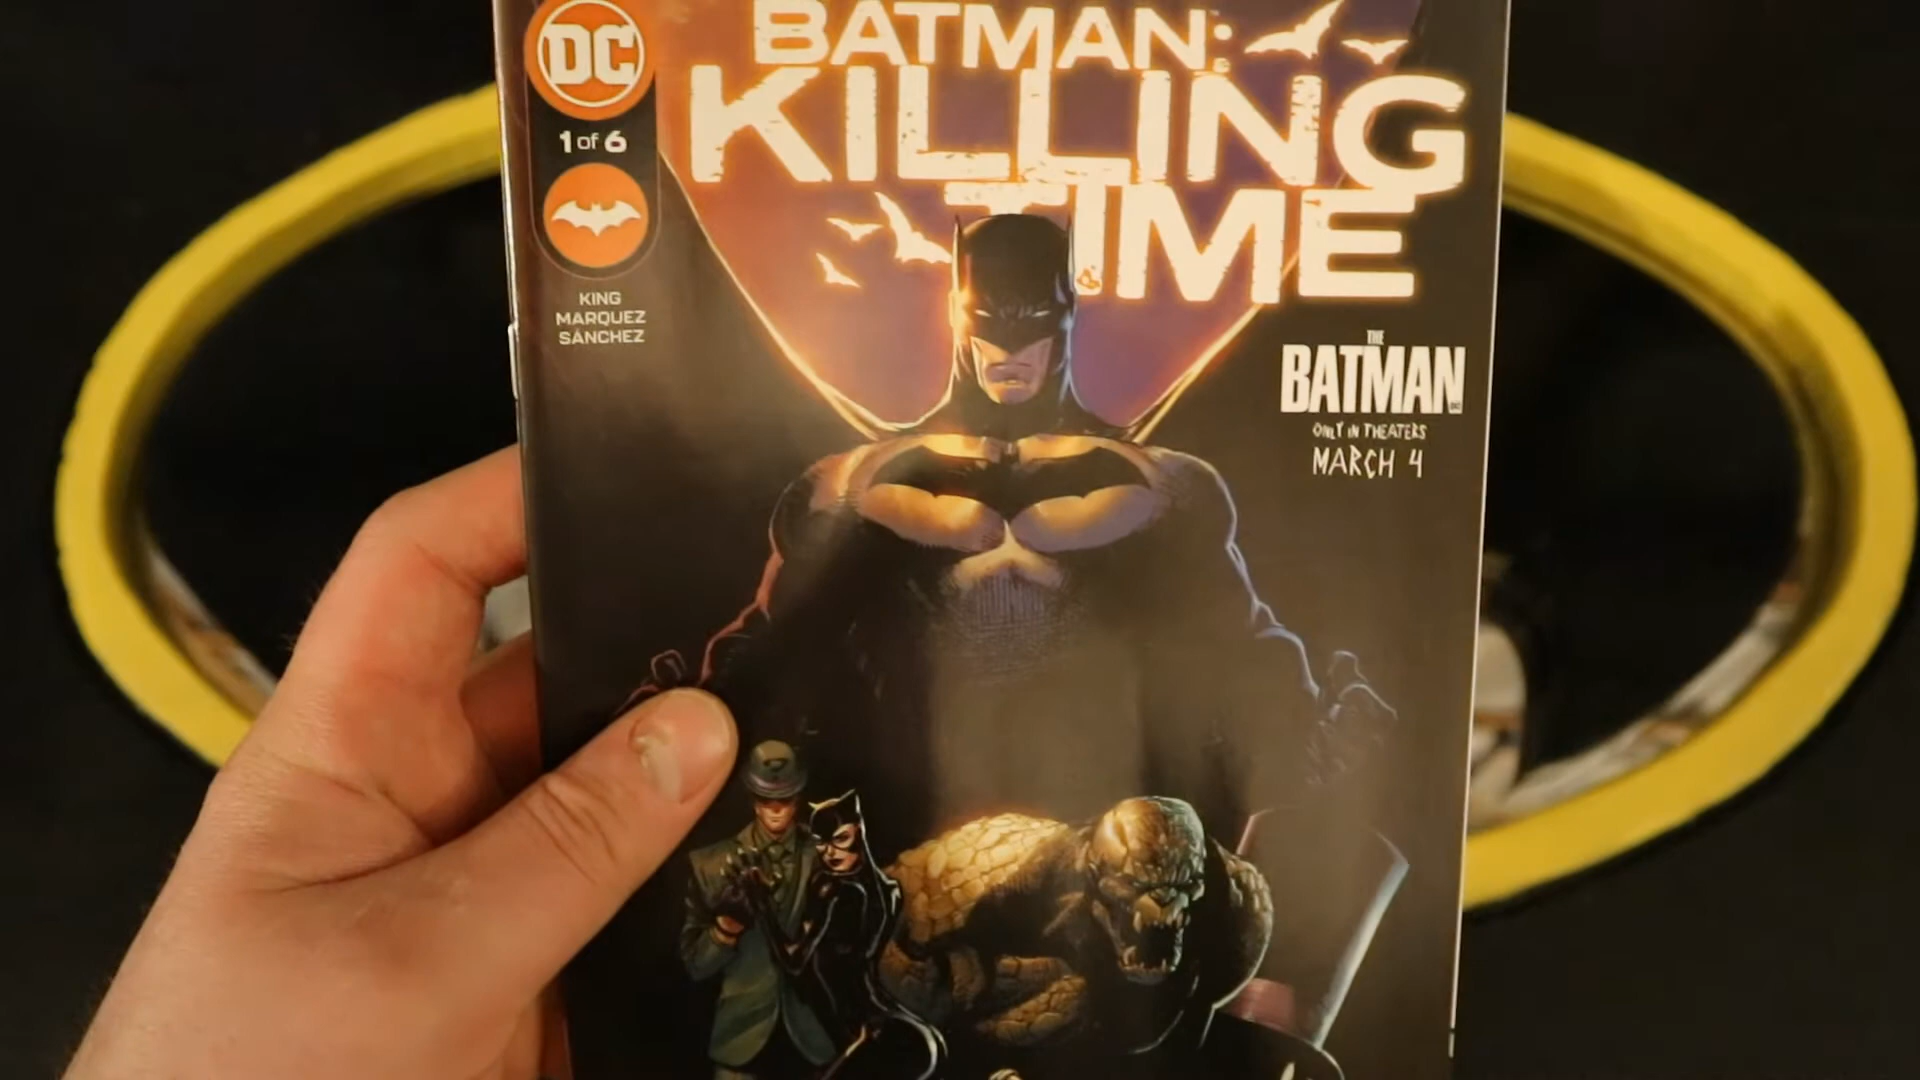 DC
1 of 6
KING
MARQUEZ
SÁNCHEZ
BATMAN:
KILLING
TIME
THE
BATMAN
ONLY IN THEATERS
MARCH 4